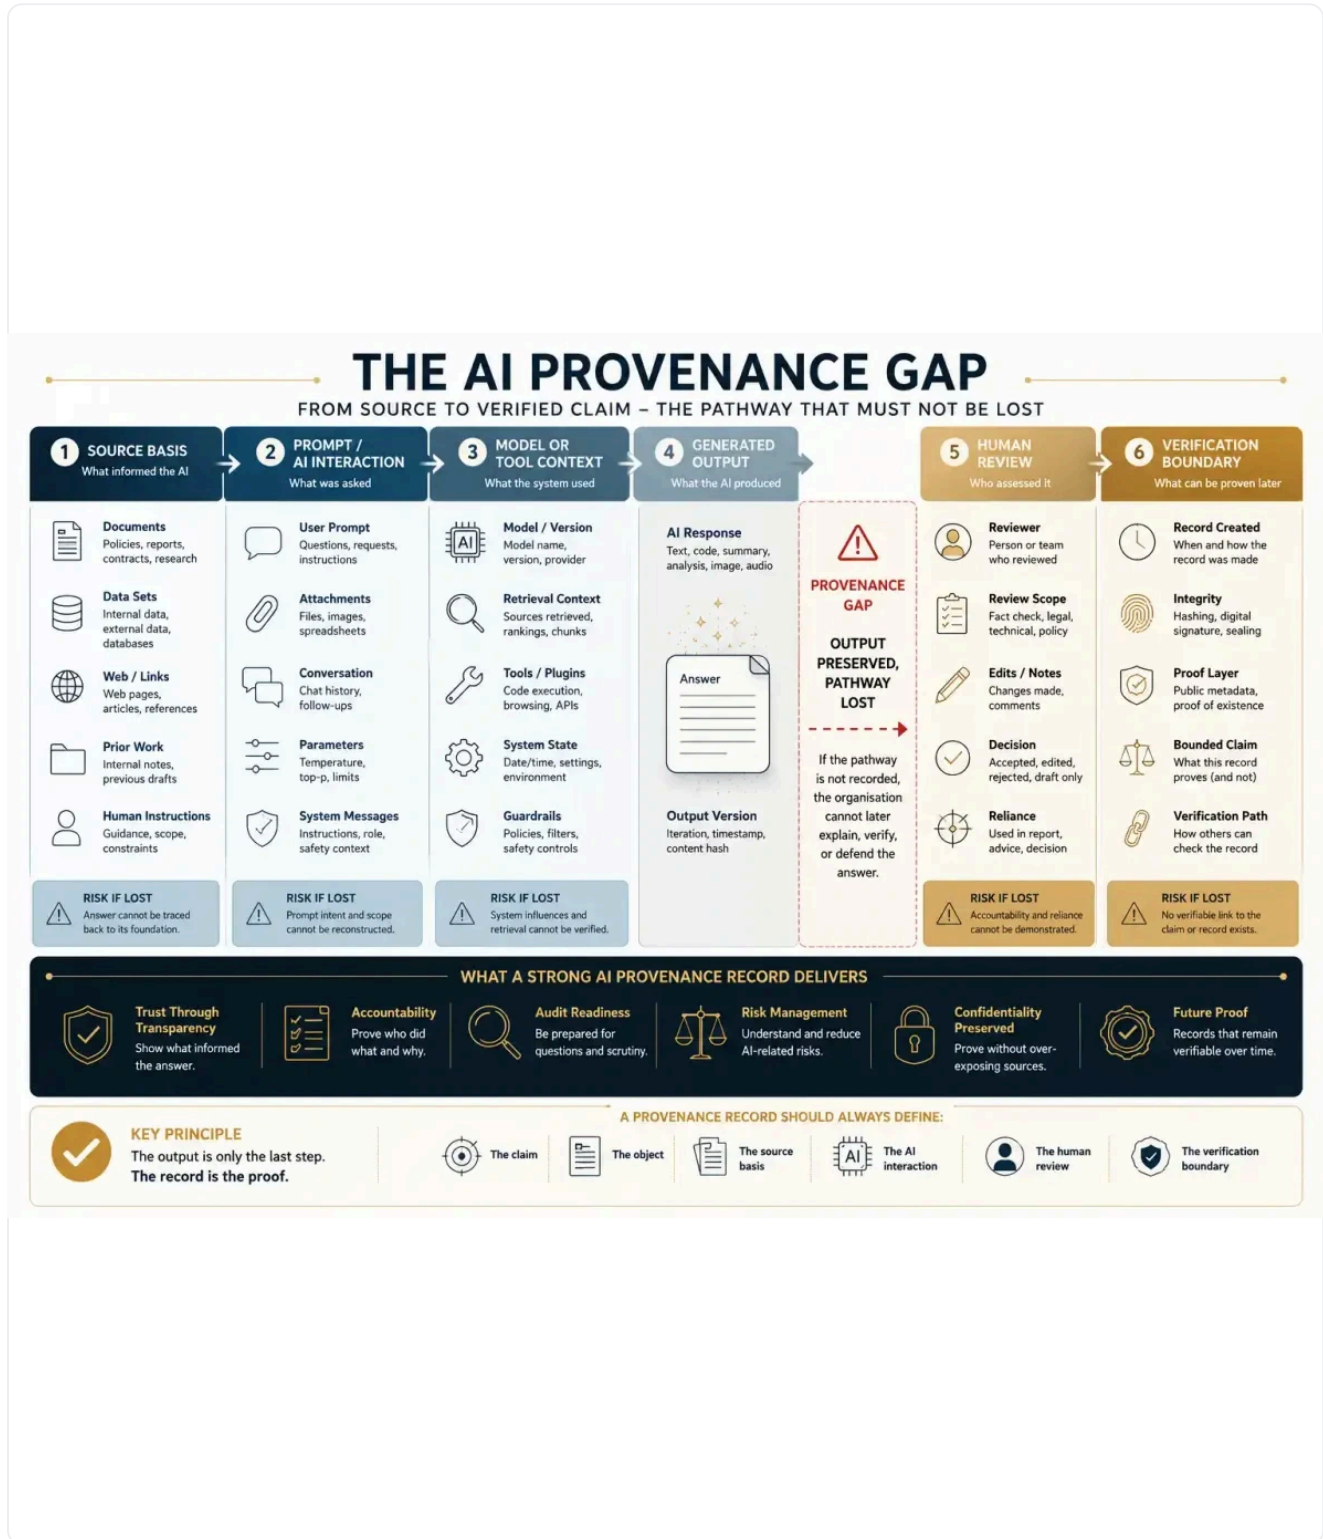 THE AI PROVENANCE GAP
FROM SOURCE TO VERIFIED CLAIM – THE PATHWAY THAT MUST NOT BE LOST
1 SOURCE BASIS
What informed the AI
Documents
Policies, reports,
contracts, research
Data Sets
Internal data,
external data,
databases
Web / Links
Web pages,
articles, references
Prior Work
Internal notes,
previous drafts
Human Instructions
Guidance, scope,
constraints
RISK IF LOST
Answer cannot be traced
back to its foundation.
2 PROMPT /
AI INTERACTION
What was asked
User Prompt
Questions, requests,
instructions
Attachments
Files, images,
spreadsheets
Conversation
Chat history,
follow-ups
Parameters
Temperature,
top-p, limits
System Messages
Instructions, role,
safety context
RISK IF LOST
Prompt intent and scope
cannot be reconstructed.
3 MODEL OR
TOOL CONTEXT
What the system used
AI
Model / Version
Model name,
version, provider
Retrieval Context
Sources retrieved,
rankings, chunks
Tools / Plugins
Code execution,
browsing, APIs
System State
Date/time, settings,
environment
Guardrails
Policies, filters,
safety controls
RISK IF LOST
System influences and
retrieval cannot be verified.
4 GENERATED
OUTPUT
What the AI produced
AI Response
Text, code, summary,
analysis, image, audio
Answer
Output Version
Iteration, timestamp,
content hash
PROVENANCE
GAP
OUTPUT
PRESERVED,
PATHWAY
LOST
If the pathway
is not recorded,
the organisation
cannot later
explain, verify,
or defend the
answer.
5 HUMAN
REVIEW
Who assessed it
Reviewer
Person or team
who reviewed
Review Scope
Fact check, legal,
technical, policy
Edits / Notes
Changes made,
comments
Decision
Accepted, edited,
rejected, draft only
Reliance
Used in report,
advice, decision
RISK IF LOST
Accountability and reliance
cannot be demonstrated.
6 VERIFICATION
BOUNDARY
What can be proven later
Record Created
When and how the
record was made
Integrity
Hashing, digital
signature, sealing
Proof Layer
Public metadata,
proof of existence
Bounded Claim
What this record
proves (and not)
Verification Path
How others can
check the record
RISK IF LOST
No verifiable link to the
claim or record exists.
WHAT A STRONG AI PROVENANCE RECORD DELIVERS
Trust Through
Transparency
Show what informed
the answer.
Accountability
Prove who did
what and why.
Audit Readiness
Be prepared for
questions and scrutiny.
Risk Management
Understand and reduce
AI-related risks.
Confidentiality
Preserved
Prove without over-
exposing sources.
Future Proof
Records that remain
verifiable over time.
KEY PRINCIPLE
The output is only the last step.
The record is the proof.
A PROVENANCE RECORD SHOULD ALWAYS DEFINE:
The claim
The object
The source
basis
AI
The AI
interaction
The human
review
The verification
boundary